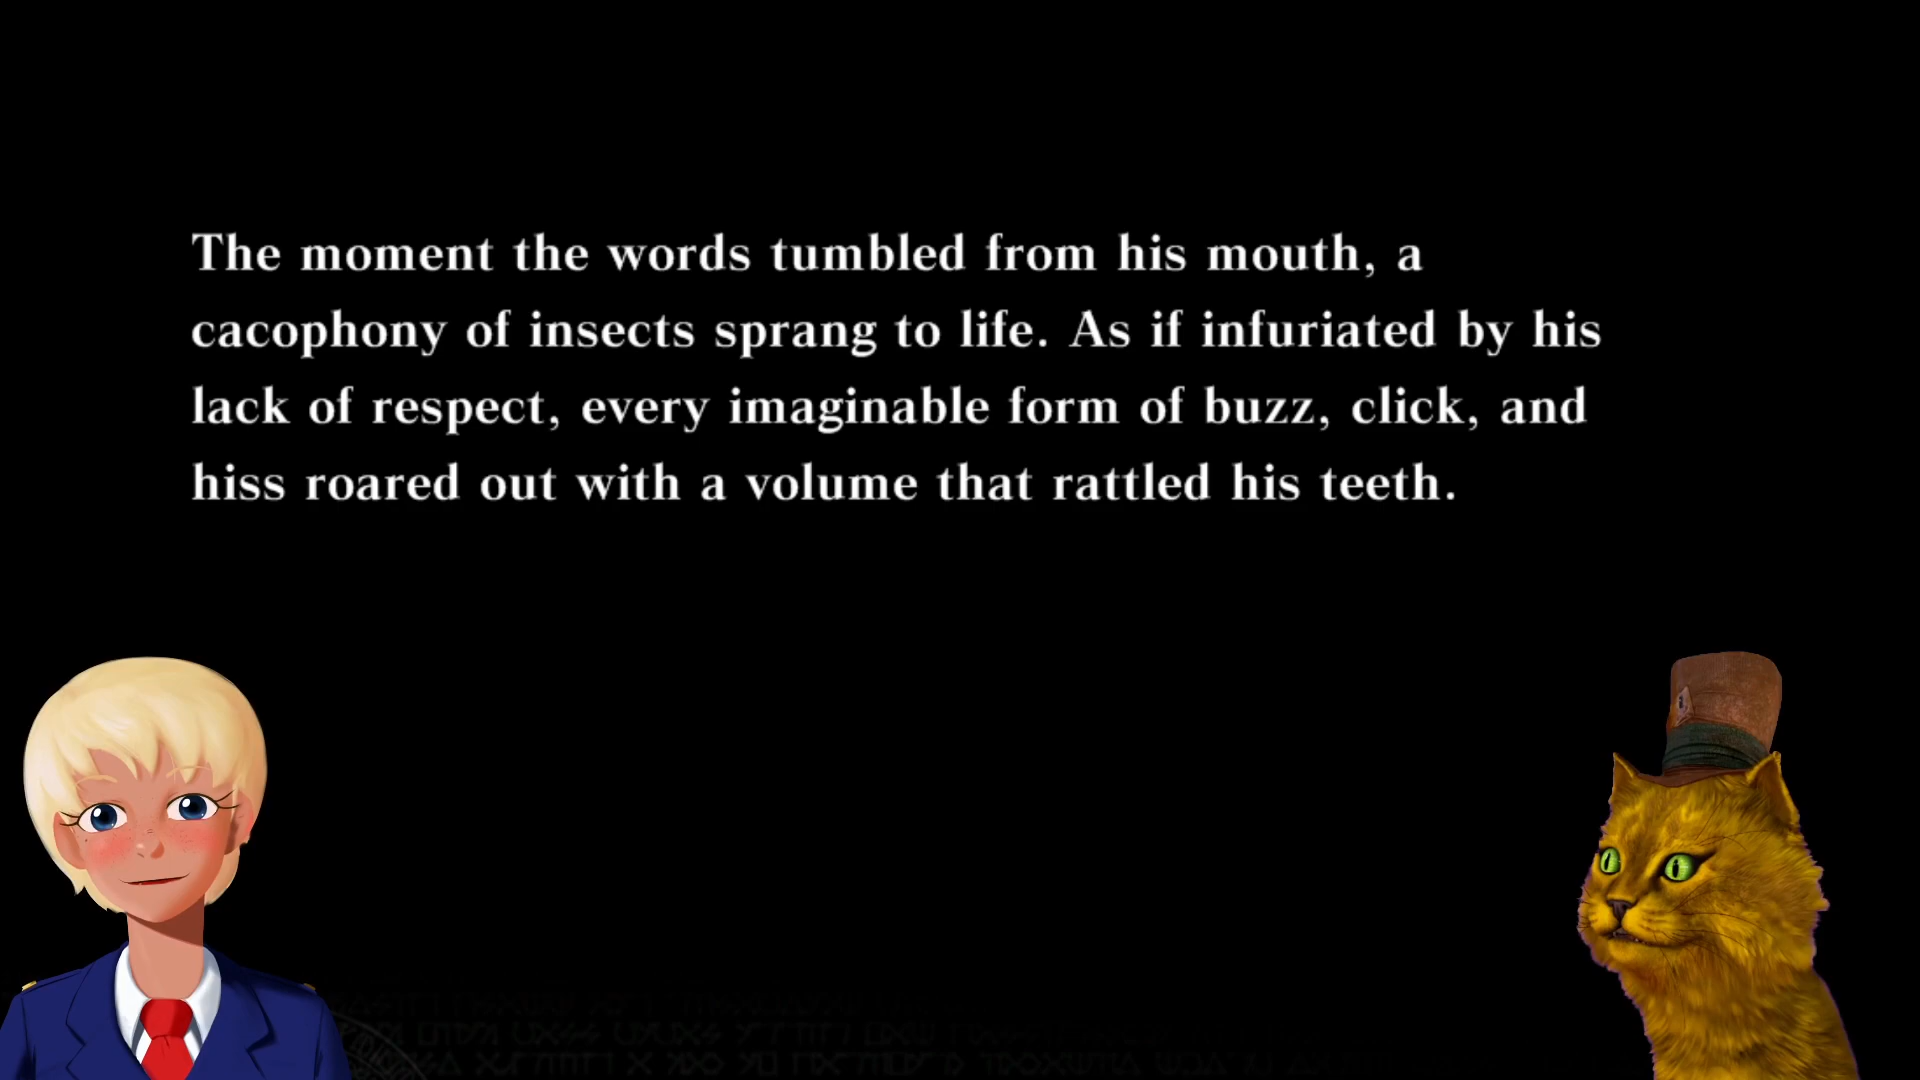 The moment the words tumbled from his mouth, a
cacophony of insects sprang to life. As if infuriated by his
lack of respect, every imaginable form of buzz, click, and
hiss roared out with a volume that rattled his teeth.